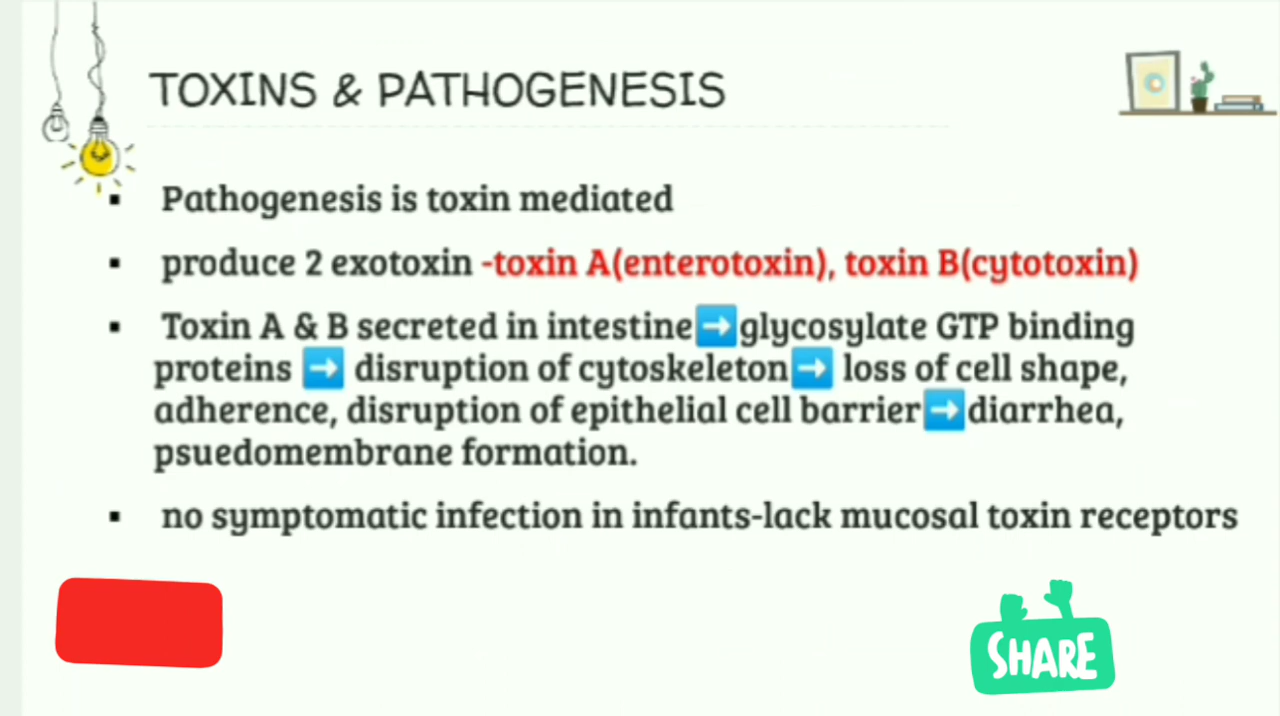 TOXINS & PATHOGENESIS
▪ Pathogenesis is toxin mediated
▪ produce 2 exotoxin -toxin A(enterotoxin), toxin B(cytotoxin)
▪ Toxin A & B secreted in intestine➡glycosylate GTP binding
proteins ➡ disruption of cytoskeleton➡ loss of cell shape,
adherence, disruption of epithelial cell barrier➡diarrhea,
psuedomembrane formation.
▪ no symptomatic infection in infants-lack mucosal toxin receptors
SHARE